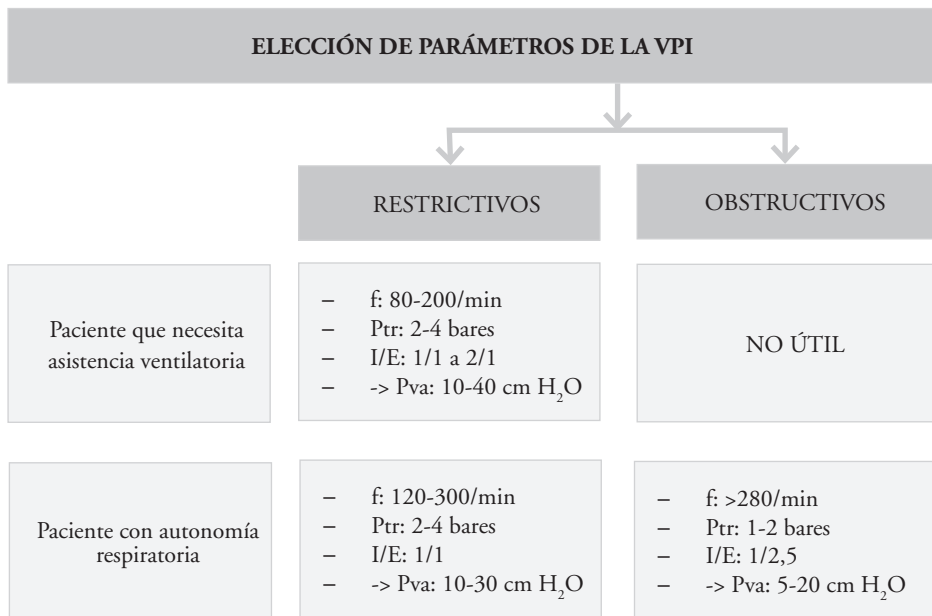 ELECCIÓN DE PARÁMETROS DE LA VPI
RESTRICTIVOS
OBSTRUCTIVOS
Paciente que necesita
asistencia ventilatoria
– f: 80-200/min
– Ptr: 2-4 bares
– I/E: 1/1 a 2/1
– -> Pva: 10-40 cm H₂O
NO ÚTIL
Paciente con autonomía
respiratoria
– f: 120-300/min
– Ptr: 2-4 bares
– I/E: 1/1
– -> Pva: 10-30 cm H₂O
– f: >280/min
– Ptr: 1-2 bares
– I/E: 1/2,5
– -> Pva: 5-20 cm H₂O